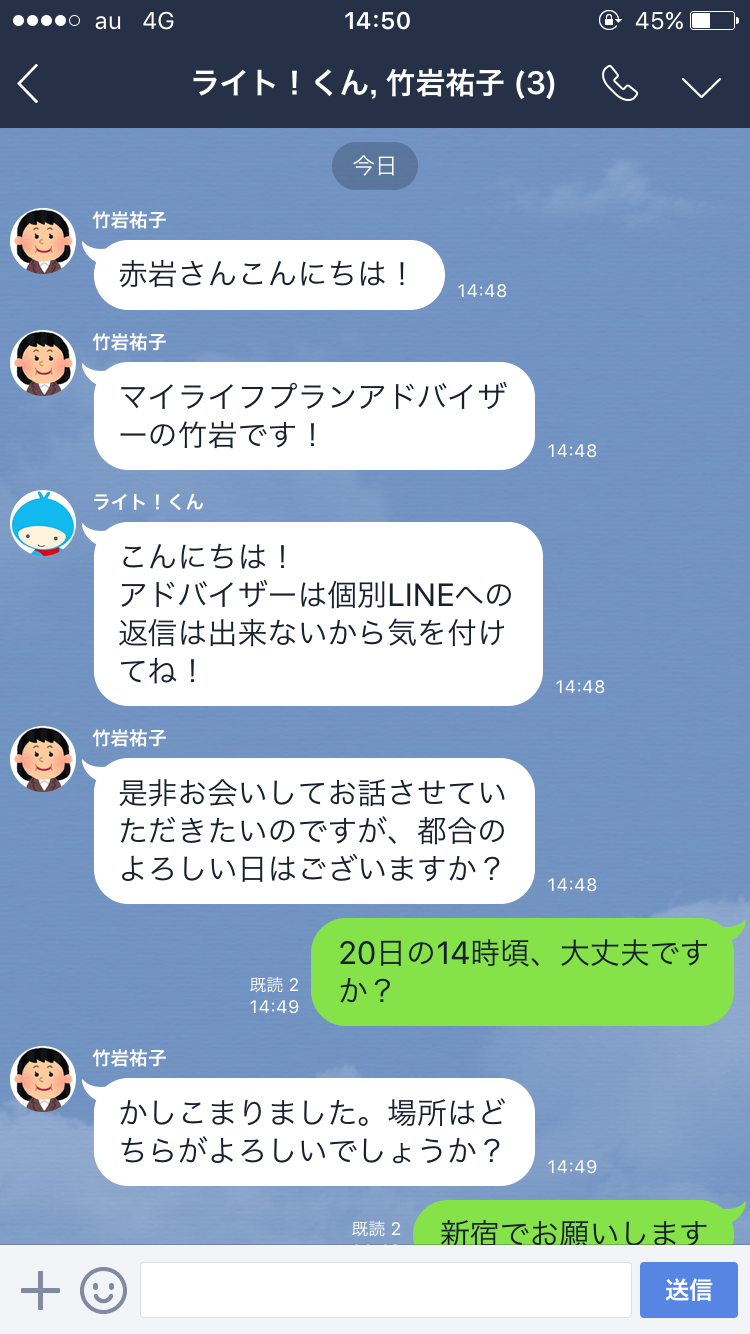 au 4G 14:50 45%
ライト！くん, 竹岩祐子 (3)
今日
竹岩祐子
赤岩さんこんにちは！
14:48
竹岩祐子
マイライフプランアドバイザ
ーの竹岩です！
14:48
ライト！くん
こんにちは！
アドバイザーは個別LINEへの
返信は出来ないから気を付け
てね！
14:48
竹岩祐子
是非お会いしてお話させてい
ただきたいのですが、都合の
よろしい日はございますか？
14:48
20日の14時頃、大丈夫です
か？
既読 2
14:49
竹岩祐子
かしこまりました。場所はど
ちらがよろしいでしょうか？
14:49
既読 2
新宿でお願いします
送信